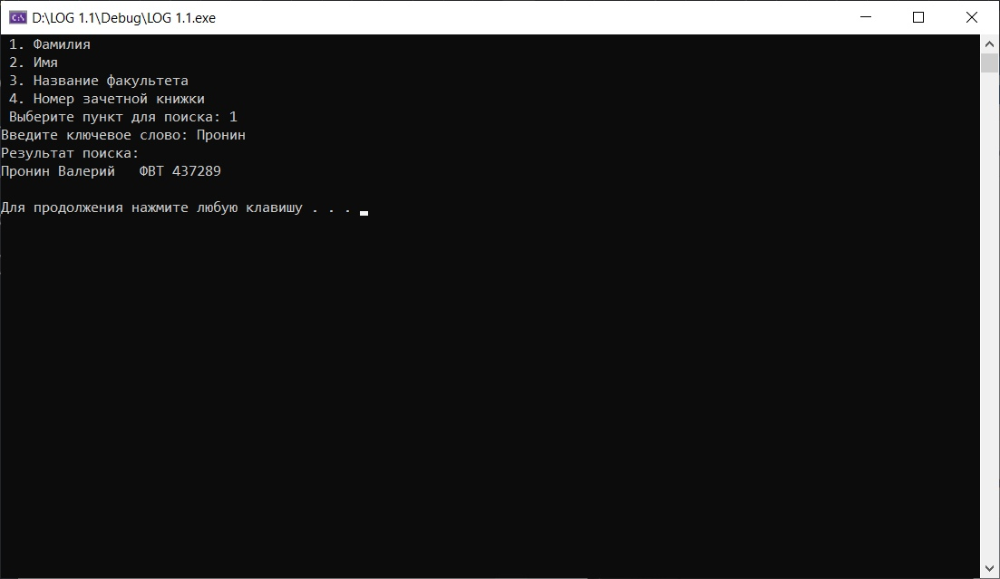 D:\LOG 1.1\Debug\LOG 1.1.exe
1. Фамилия
2. Имя
3. Название факультета
4. Номер зачетной книжки
Выберите пункт для поиска: 1
Введите ключевое слово: Пронин
Результат поиска:
Пронин Валерий   ФВТ 437289
Для продолжения нажмите любую клавишу . . .